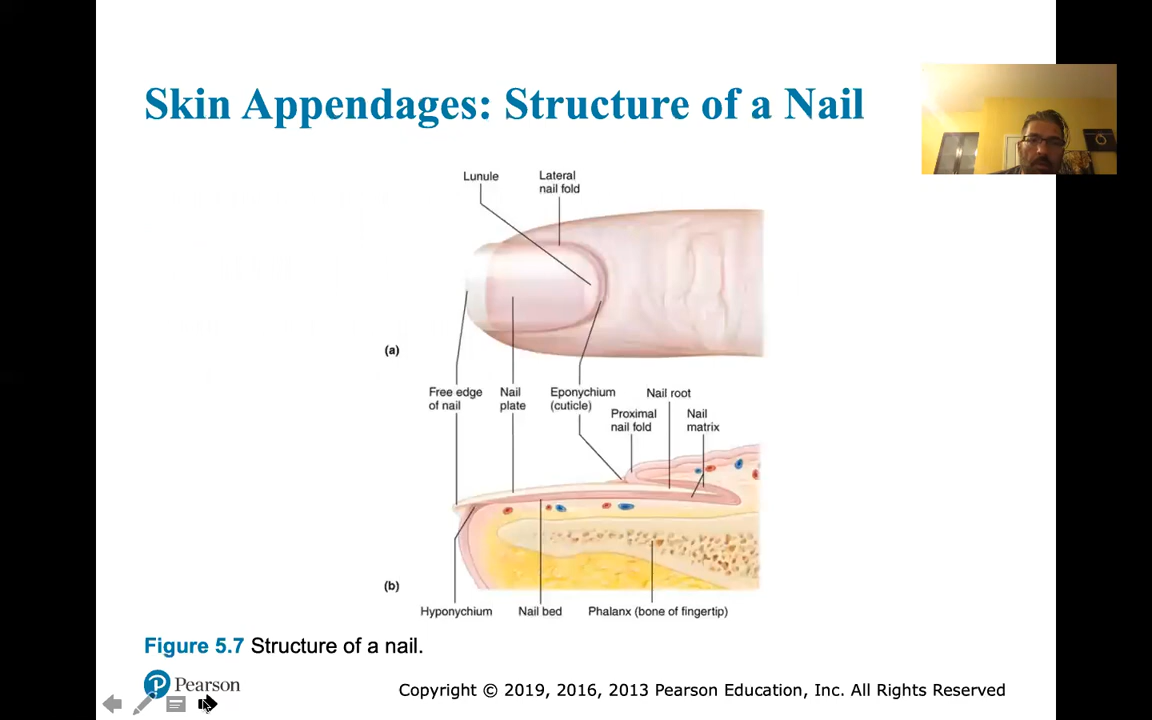 Skin Appendages: Structure of a Nail
Lunule
Lateral
nail fold
(a)
Free edge
of nail
Nail
plate
Eponychium
(cuticle)
Nail root
Proximal
nail fold
Nail
matrix
(b)
Hyponychium
Nail bed
Phalanx (bone of fingertip)
Figure 5.7 Structure of a nail.
P Pearson
Copyright © 2019, 2016, 2013 Pearson Education, Inc. All Rights Reserved